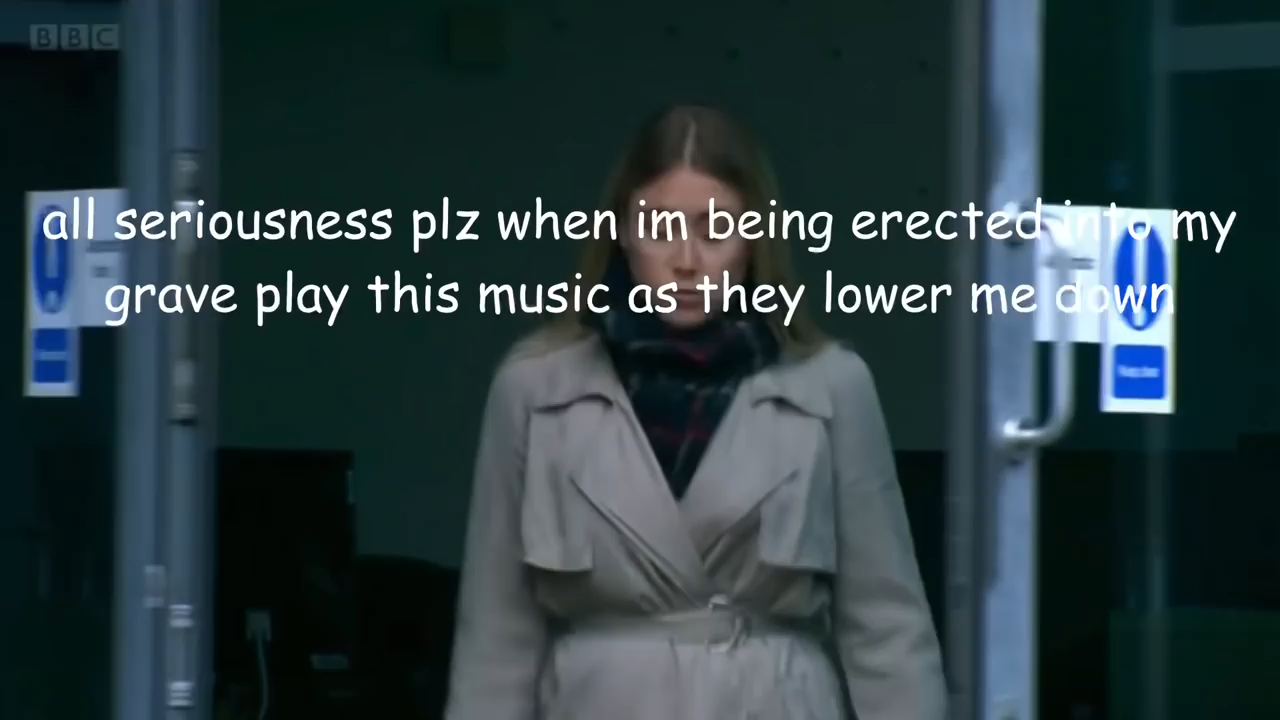 BBC
all seriousness plz when im being erected into my
grave play this music as they lower me down